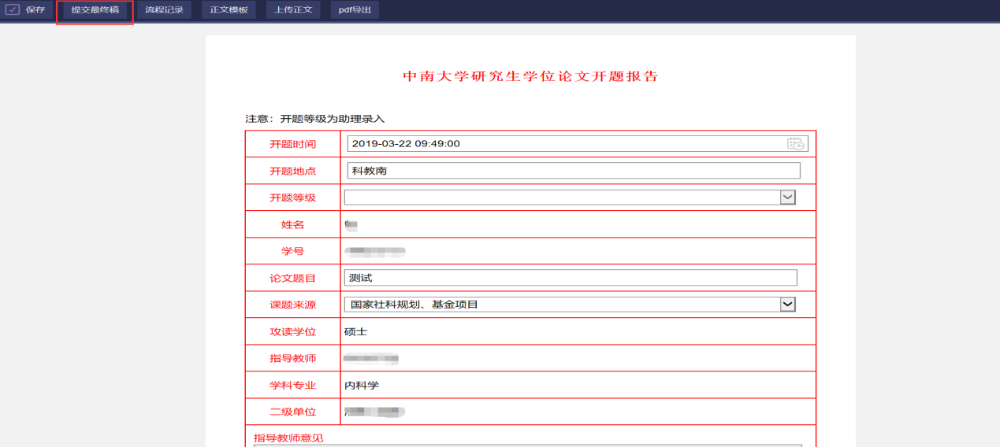 保存 提交最终稿 流程记录 正文模板 上传正文 pdf导出
中南大学研究生学位论文开题报告
注意：开题等级为助理录入
开题时间 2019-03-22 09:49:00
开题地点 科教南
开题等级
姓名
学号
论文题目 测试
课题来源 国家社科规划、基金项目
攻读学位 硕士
指导教师
学科专业 内科学
二级单位
指导教师意见